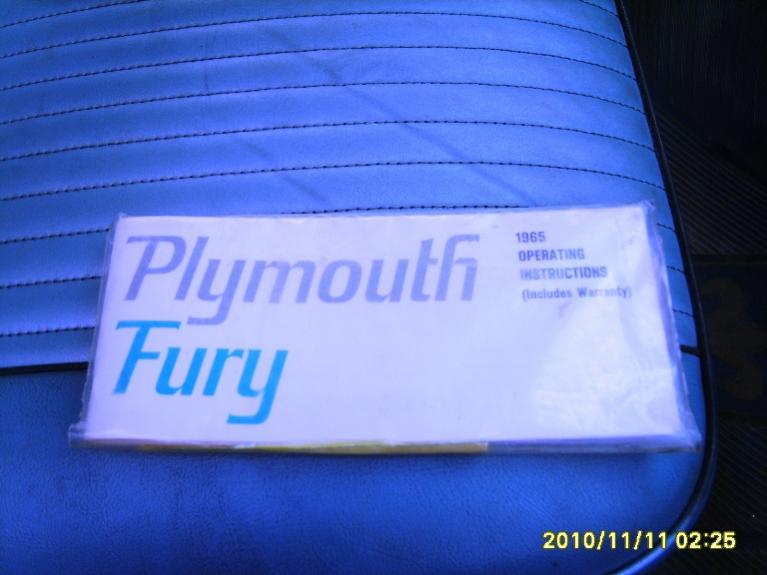 Plymouth
Fury
1965
OPERATING
INSTRUCTIONS
(Includes Warranty)
2010/11/11 02:25